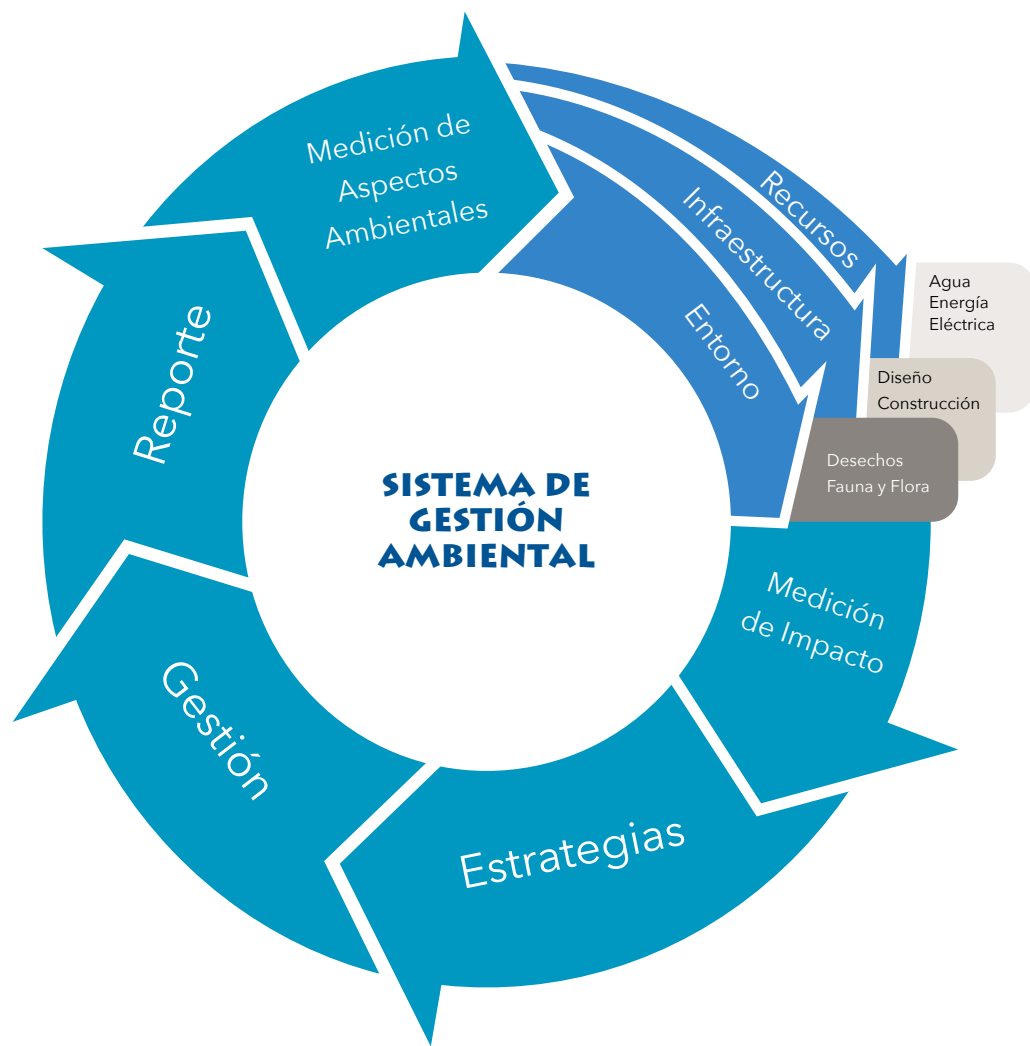 Medición de
Aspectos
Ambientales
Recursos
Infraestructura
Entorno
Agua
Energía
Eléctrica
Diseño
Construcción
Desechos
Fauna y Flora
Medición
de Impacto
Estrategias
Gestión
Reporte
SISTEMA DE
GESTIÓN
AMBIENTAL